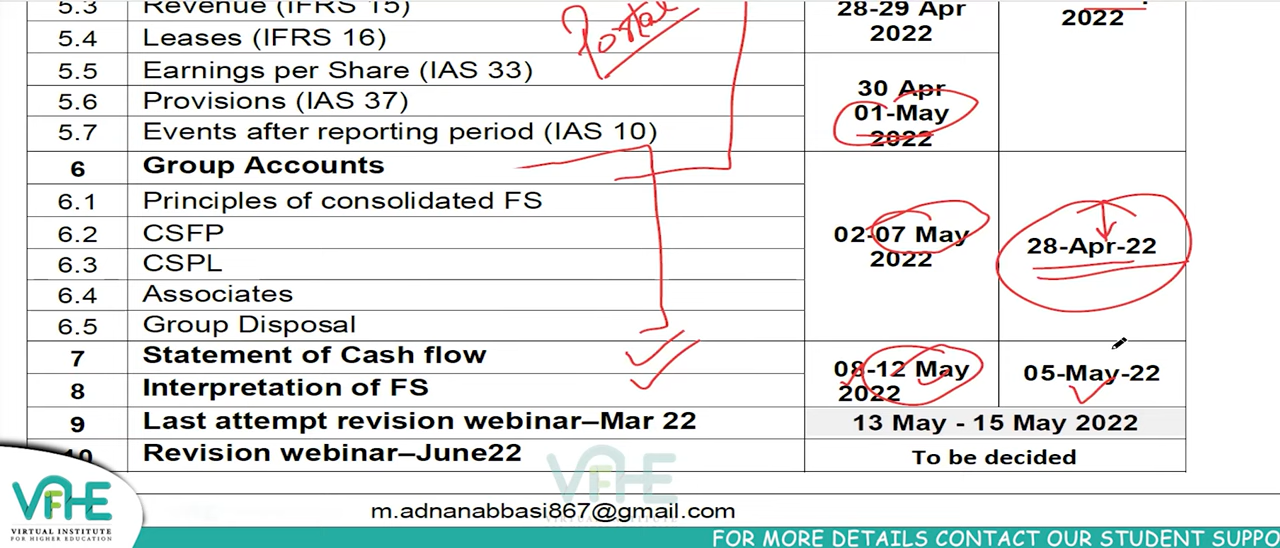 5.3 Revenue (IFRS 15)
28-29 Apr
2022
2022
5.4 Leases (IFRS 16)
Postal
5.5 Earnings per Share (IAS 33)
5.6 Provisions (IAS 37)
30 Apr
01-May
2022
5.7 Events after reporting period (IAS 10)
6 Group Accounts
6.1 Principles of consolidated FS
6.2 CSFP
02-07 May
2022
28-Apr-22
6.3 CSPL
6.4 Associates
6.5 Group Disposal
7 Statement of Cash flow
08-12 May
2022
05-May-22
8 Interpretation of FS
9 Last attempt revision webinar–Mar 22
13 May - 15 May 2022
10 Revision webinar–June22
To be decided
VFHE
VIRTUAL INSTITUTE
FOR HIGHER EDUCATION
VFHE
VIRTUAL INSTITUTE
m.adnanabbasi867@gmail.com
FOR MORE DETAILS CONTACT OUR STUDENT SUPPO